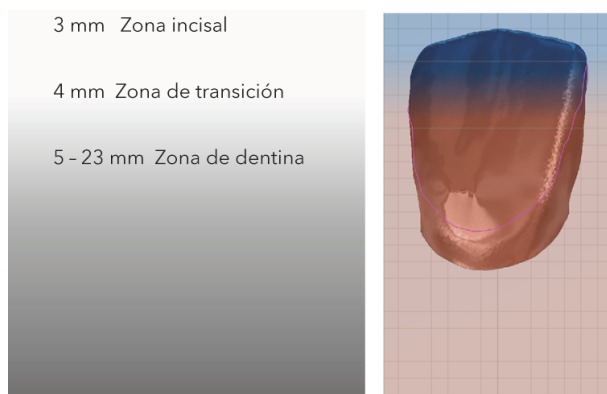 3 mm Zona incisal
4 mm Zona de transición
5 – 23 mm Zona de dentina